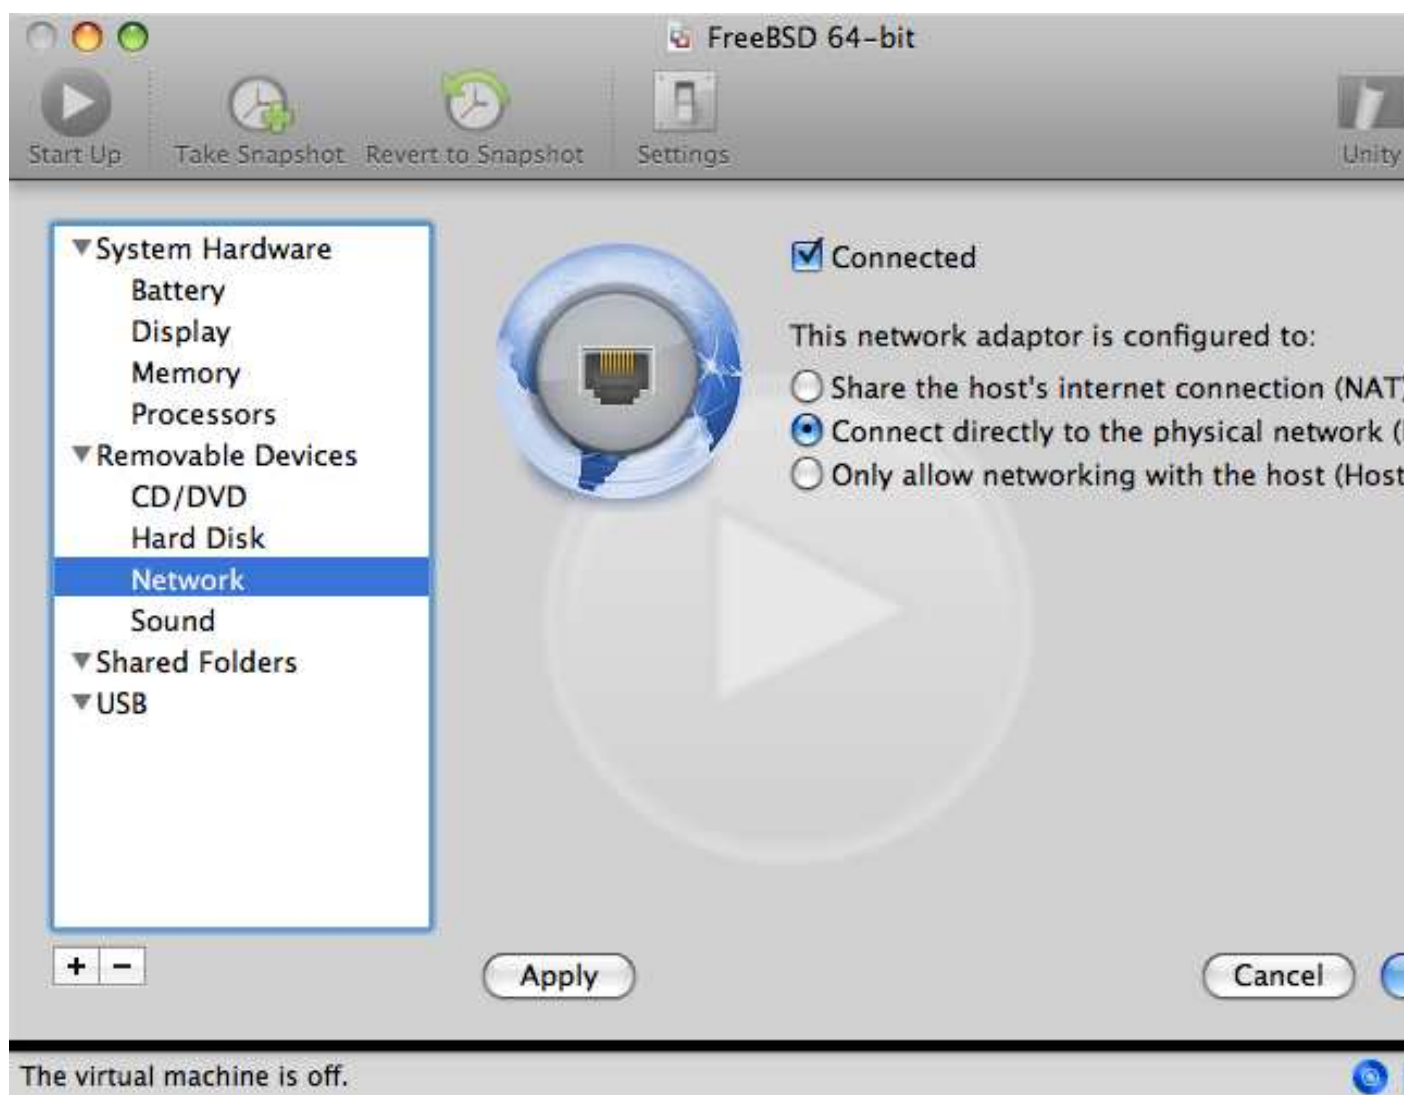 FreeBSD 64-bit
Start Up Take Snapshot Revert to Snapshot Settings Unity
System Hardware
Battery
Display
Memory
Processors
Removable Devices
CD/DVD
Hard Disk
Network
Sound
Shared Folders
USB
Connected
This network adaptor is configured to:
Share the host's internet connection (NAT)
Connect directly to the physical network (
Only allow networking with the host (Host
+ −
Apply Cancel
The virtual machine is off.